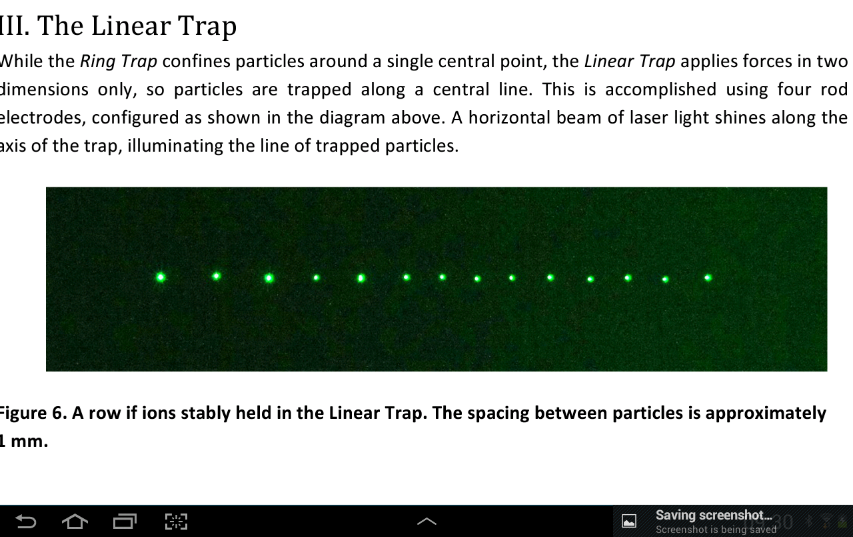 III. The Linear Trap
While the Ring Trap confines particles around a single central point, the Linear Trap applies forces in two
dimensions only, so particles are trapped along a central line. This is accomplished using four rod
electrodes, configured as shown in the diagram above. A horizontal beam of laser light shines along the
axis of the trap, illuminating the line of trapped particles.
Figure 6. A row if ions stably held in the Linear Trap. The spacing between particles is approximately
1 mm.
Saving screenshot...
Screenshot is being saved